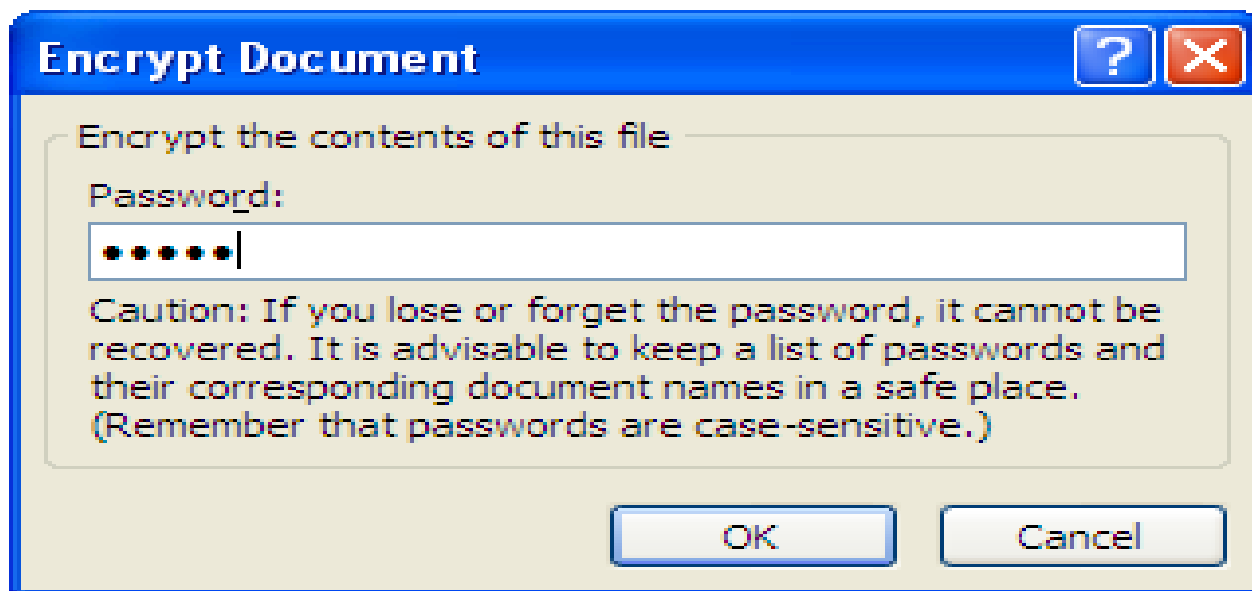 Encrypt Document
?
Encrypt the contents of this file
Password:
•••••
Caution: If you lose or forget the password, it cannot be
recovered. It is advisable to keep a list of passwords and
their corresponding document names in a safe place.
(Remember that passwords are case-sensitive.)
OK
Cancel